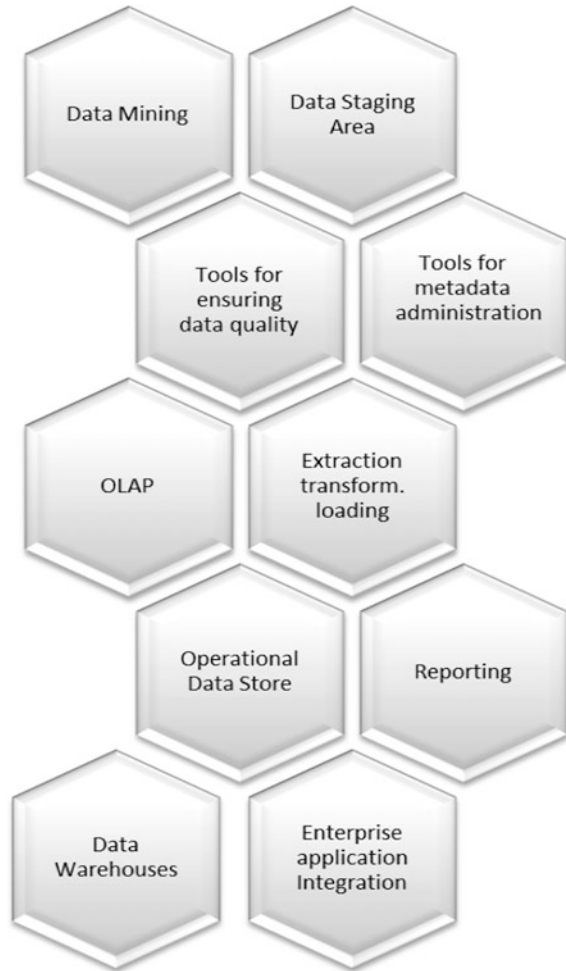 Data Mining
Data Staging
Area
Tools for
ensuring
data quality
Tools for
metadata
administration
OLAP
Extraction
transform.
loading
Operational
Data Store
Reporting
Data
Warehouses
Enterprise
application
Integration